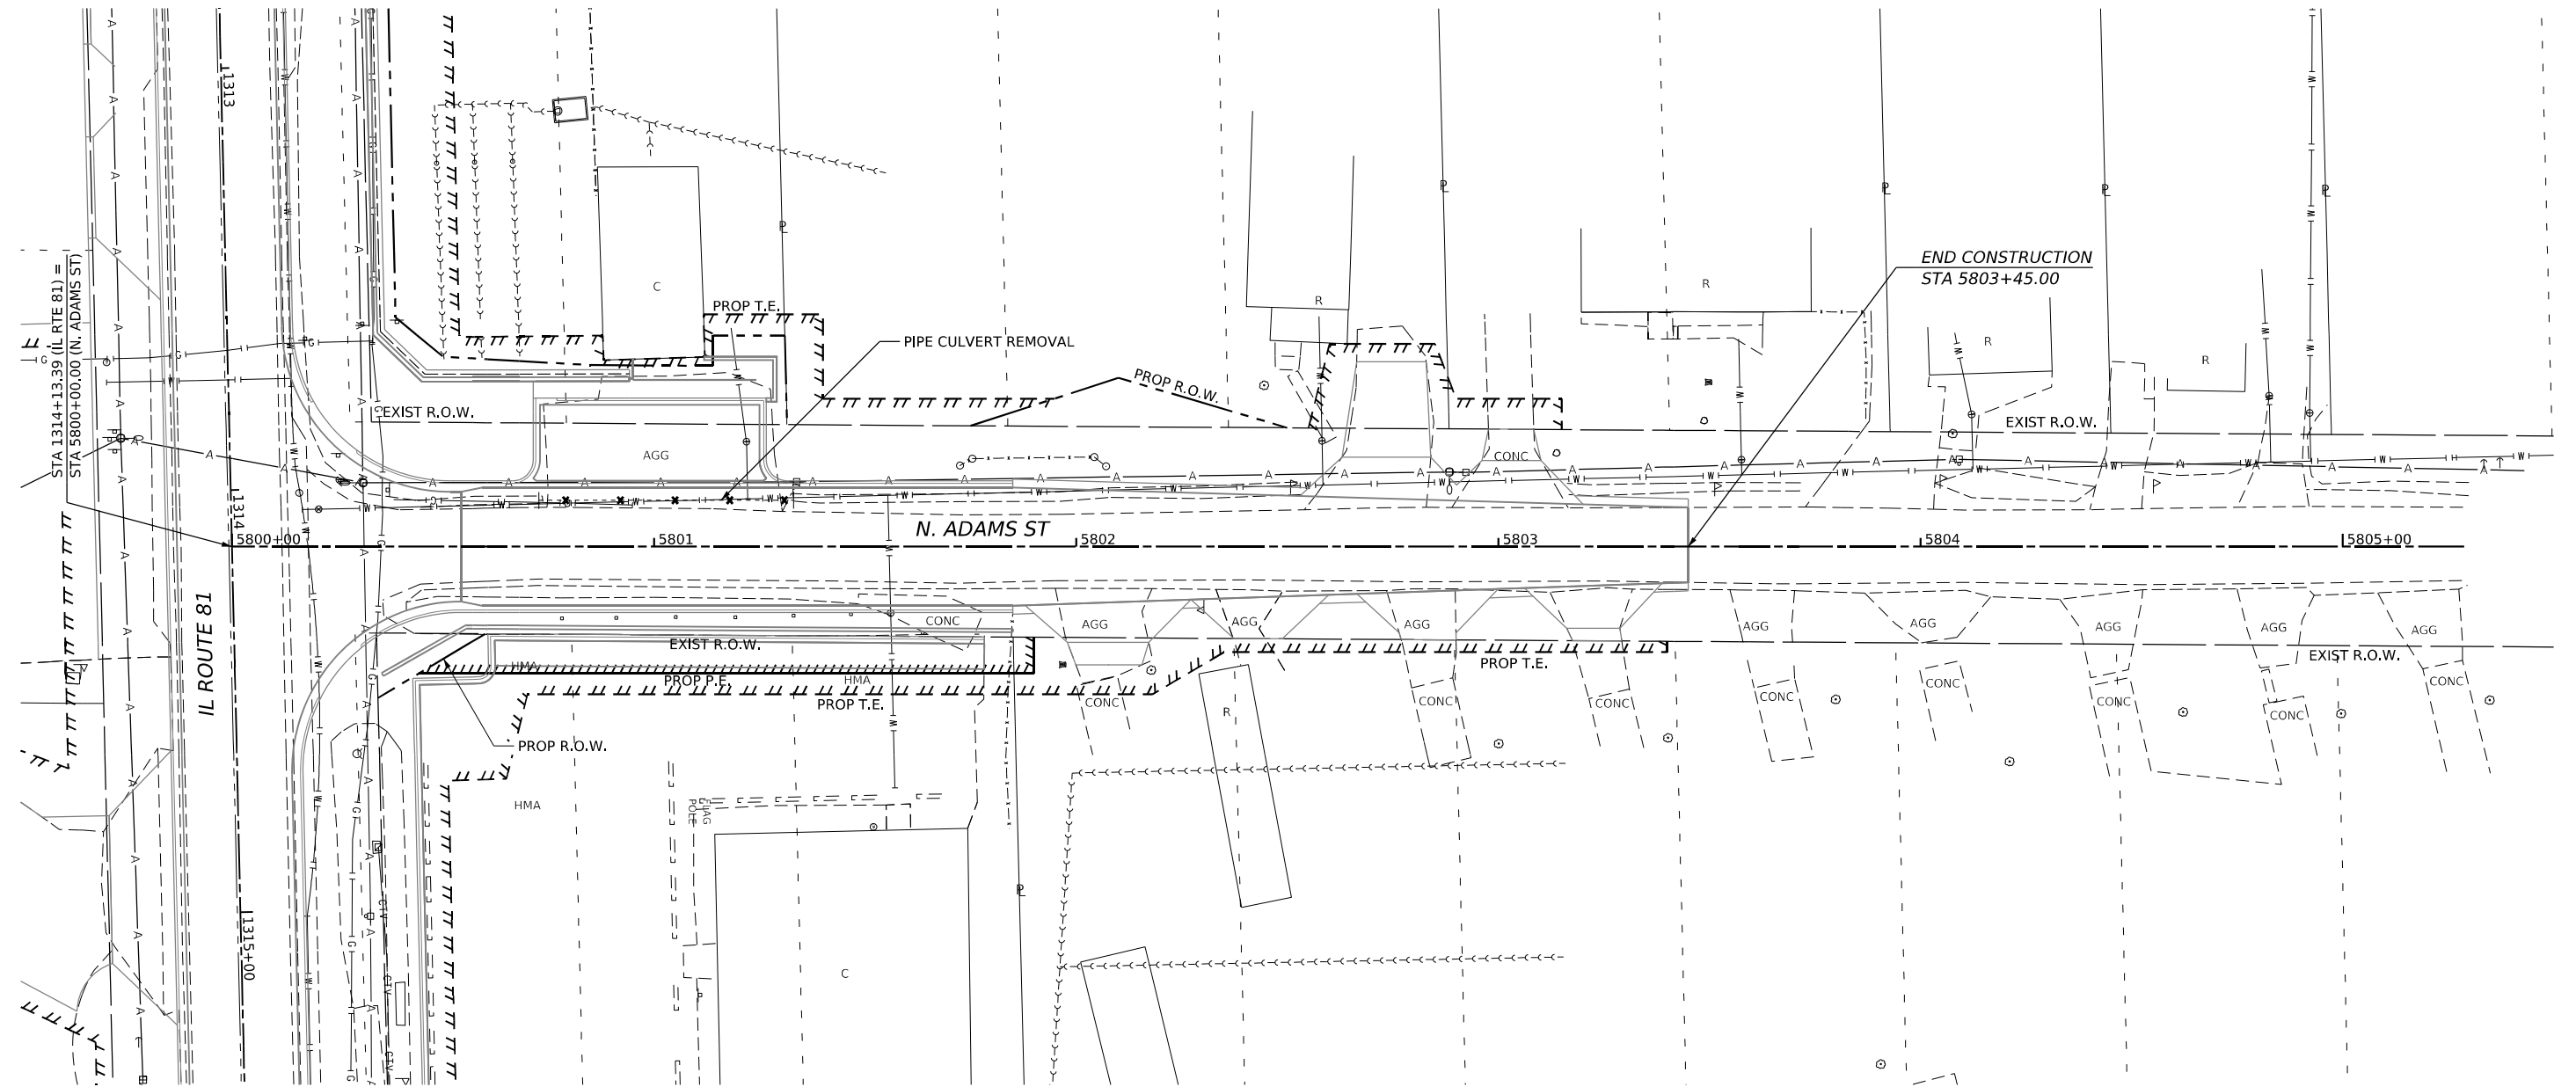 1313
STA 1314+13.39 (IL RTE 81) =
STA 5800+00.00 (N. ADAMS ST)
IL ROUTE 81
1314
1315+00
C
PROP T.E.
PIPE CULVERT REMOVAL
EXIST R.O.W.
AGG
PROP R.O.W.
R
R
CONC
END CONSTRUCTION
STA 5803+45.00
R
R
EXIST R.O.W.
N. ADAMS ST
5800+00
5801
5802
5803
5804
5805+00
CONC
EXIST R.O.W.
HMA
PROP P.E.
HMA
PROP T.E.
PROP R.O.W.
HMA
FLAG
POLE
C
AGG
AGG
AGG
AGG
AGG
AGG
AGG
AGG
PROP T.E.
EXIST R.O.W.
CONC
R
CONC
CONC
CONC
CONC
CONC
CONC
CONC
CTV
CTV
CTV